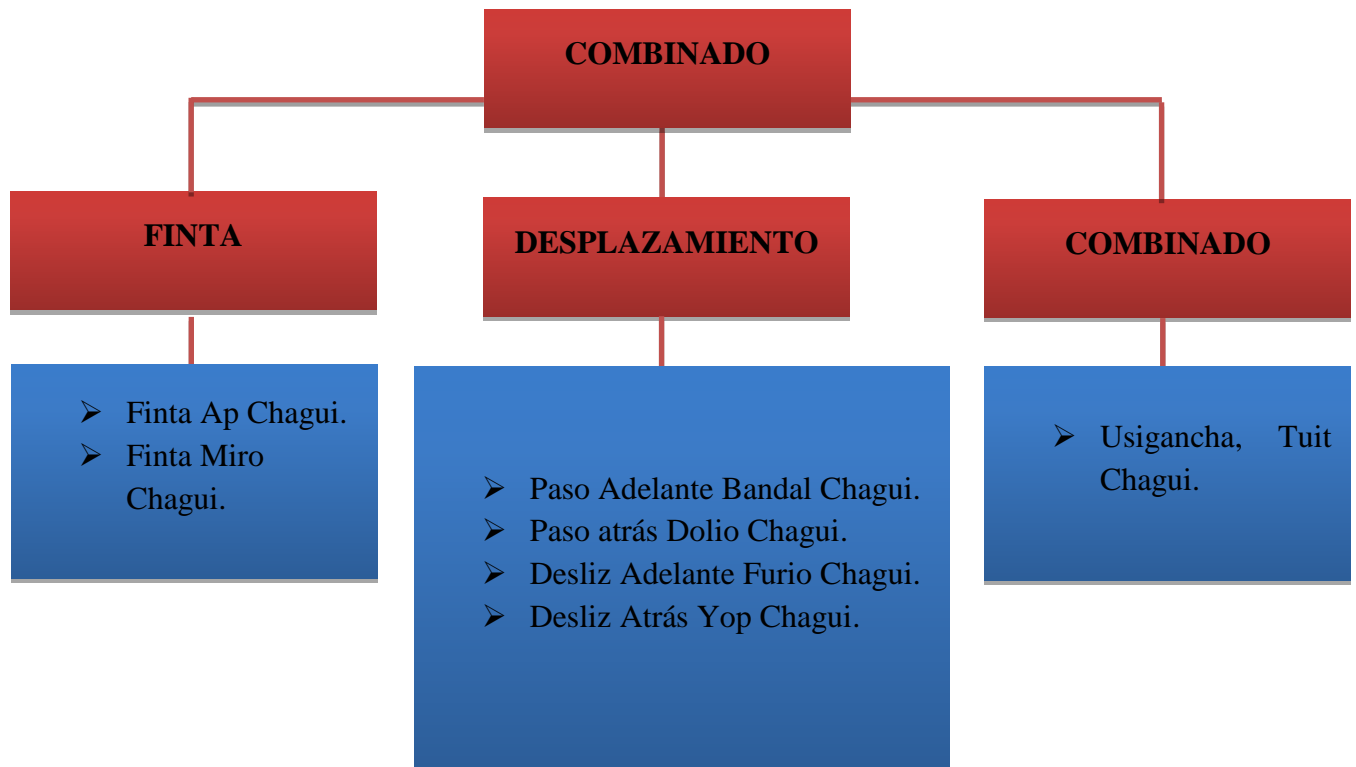 COMBINADO
FINTA
DESPLAZAMIENTO
COMBINADO
➢ Finta Ap Chagui.
➢ Finta Miro
Chagui.
➢ Paso Adelante Bandal Chagui.
➢ Paso atrás Dolio Chagui.
➢ Desliz Adelante Furio Chagui.
➢ Desliz Atrás Yop Chagui.
➢ Usigancha, Tuit
Chagui.